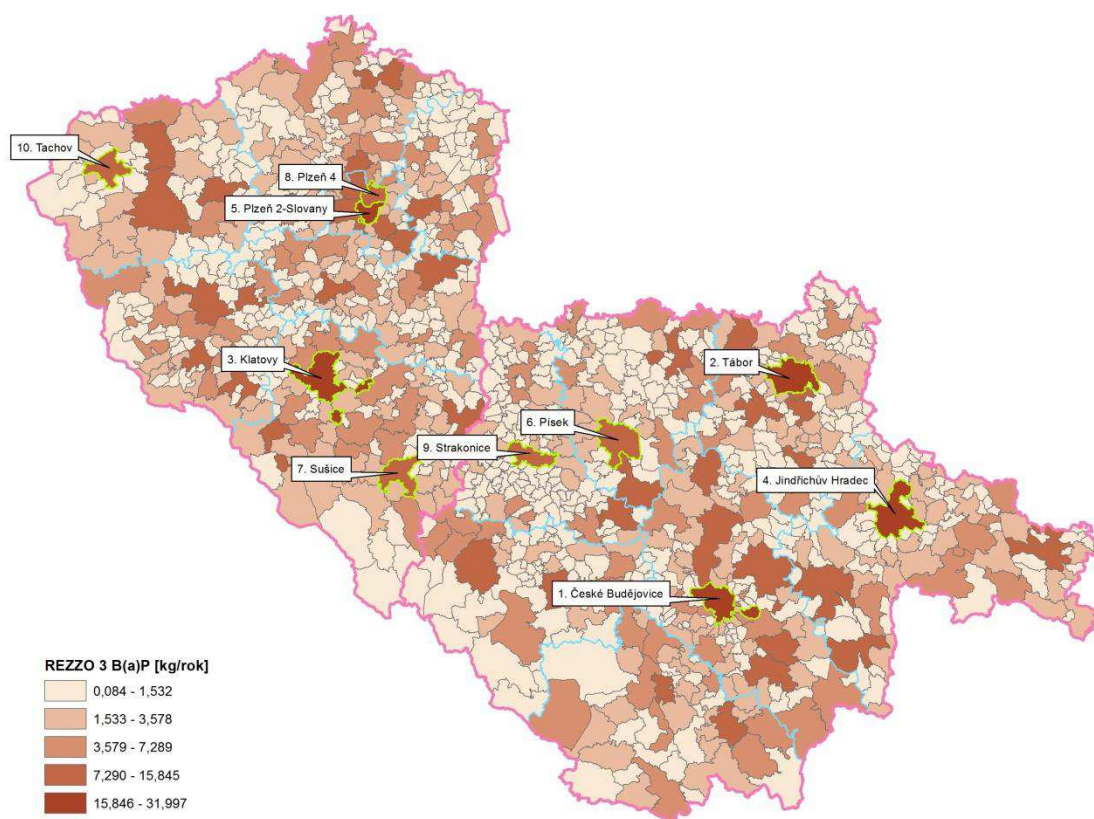 10. Tachov
8. Plzeň 4
5. Plzeň 2-Slovany
3. Klatovy
2. Tábor
6. Písek
9. Strakonice
7. Sušice
4. Jindřichův Hradec
1. České Budějovice
REZZO 3 B(a)P [kg/rok]
0,084 - 1,532
1,533 - 3,578
3,579 - 7,289
7,290 - 15,845
15,846 - 31,997